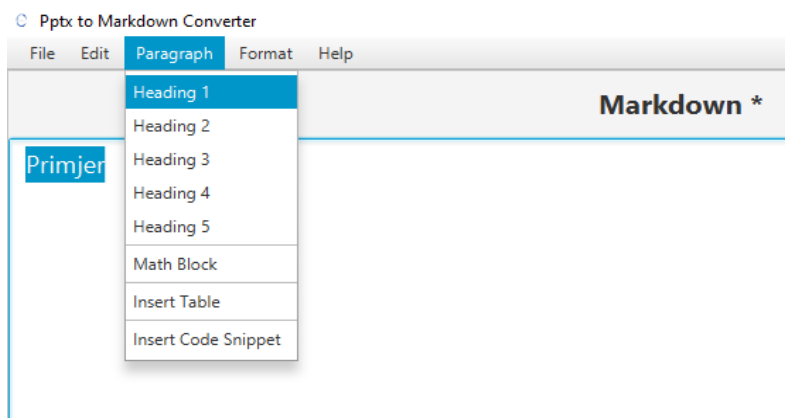 Pptx to Markdown Converter
File Edit Paragraph Format Help
Heading 1
Markdown *
Heading 2
Primjer
Heading 3
Heading 4
Heading 5
Math Block
Insert Table
Insert Code Snippet